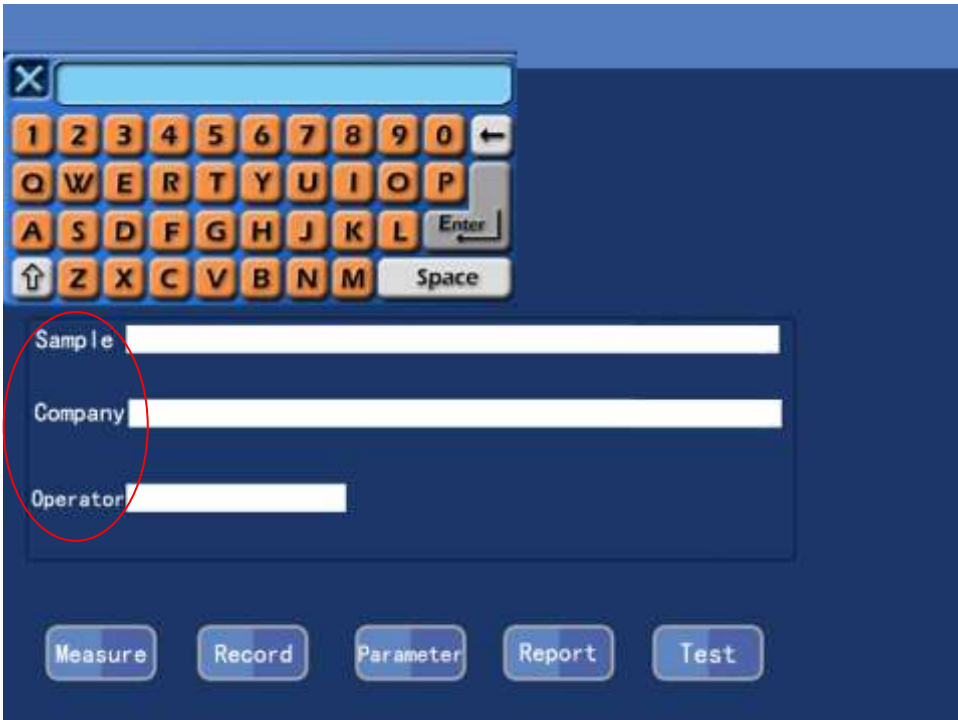 1 2 3 4 5 6 7 8 9 0
Q W E R T Y U I O P
A S D F G H J K L Enter
Z X C V B N M Space
Sample
Company
Operator
Measure Record Parameter Report Test